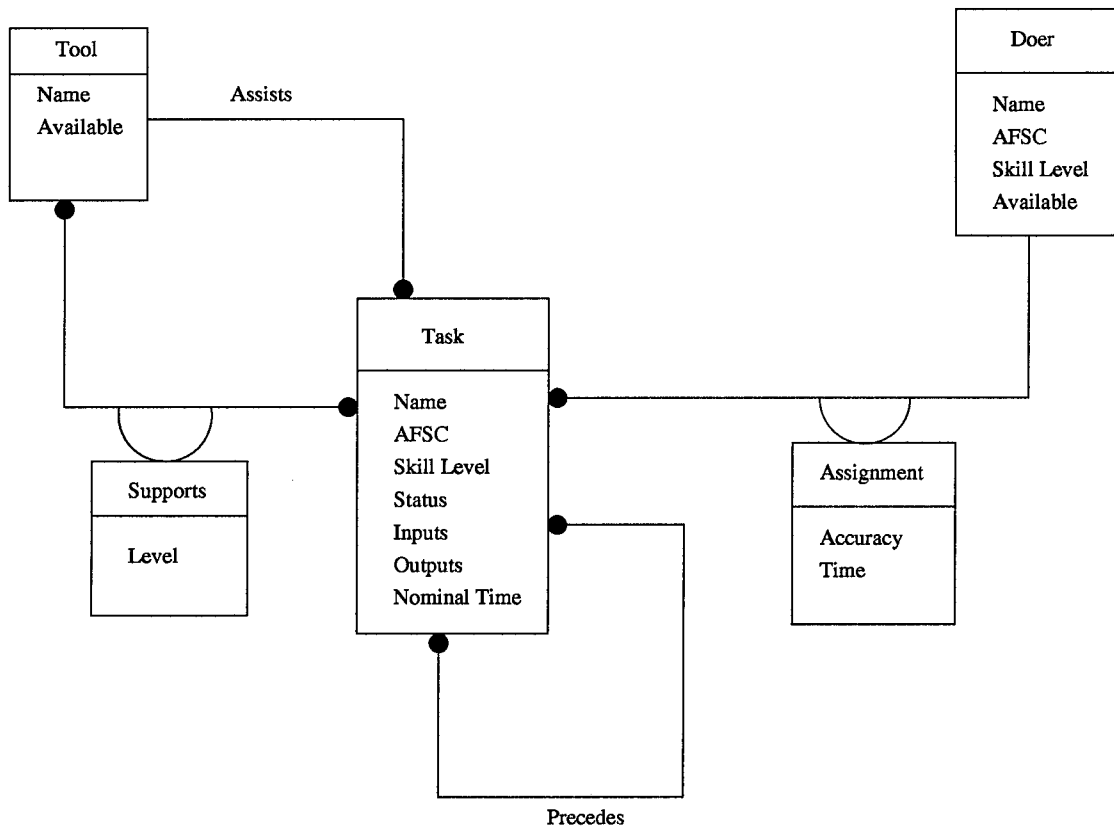 Tool
Name
Available
Assists
Doer
Name
AFSC
Skill Level
Available
Task
Name
AFSC
Skill Level
Status
Inputs
Outputs
Nominal Time
Supports
Level
Assignment
Accuracy
Time
Precedes